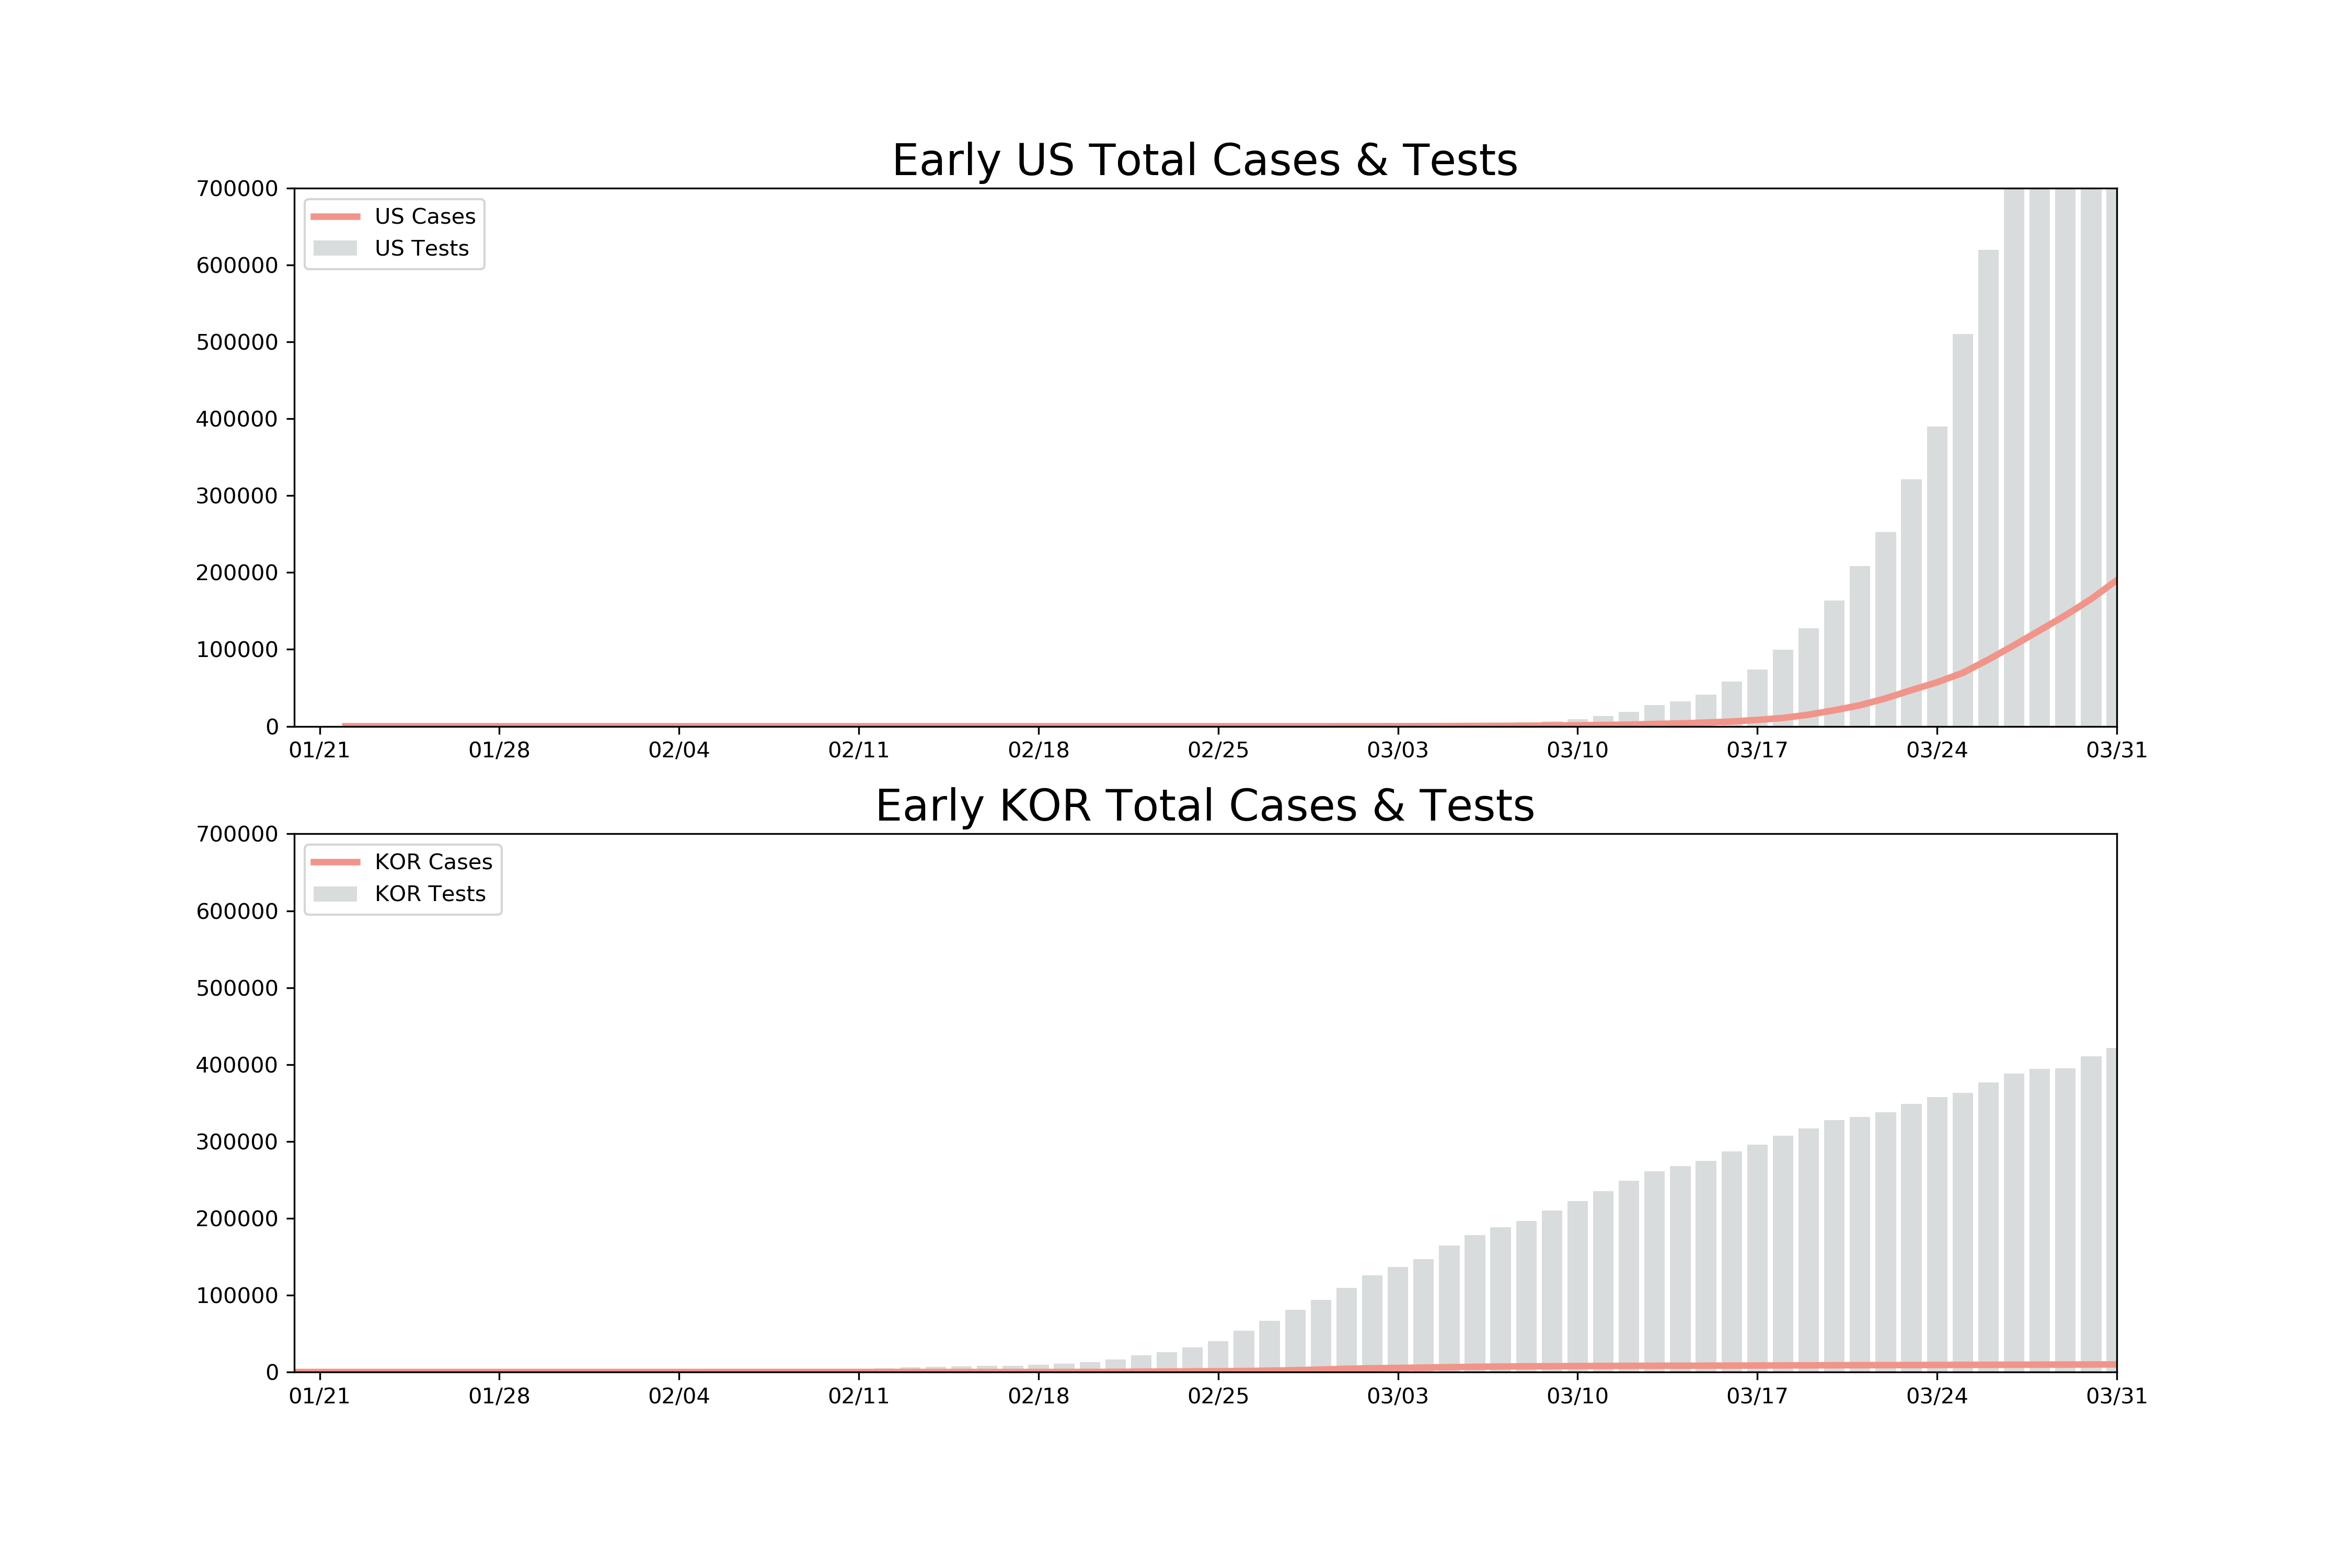 Early US Total Cases & Tests
700000
600000
500000
400000
300000
200000
100000
0
US Cases
US Tests
01/21 01/28 02/04 02/11 02/18 02/25 03/03 03/10 03/17 03/24 03/31
Early KOR Total Cases & Tests
700000
600000
500000
400000
300000
200000
100000
0
KOR Cases
KOR Tests
01/21 01/28 02/04 02/11 02/18 02/25 03/03 03/10 03/17 03/24 03/31